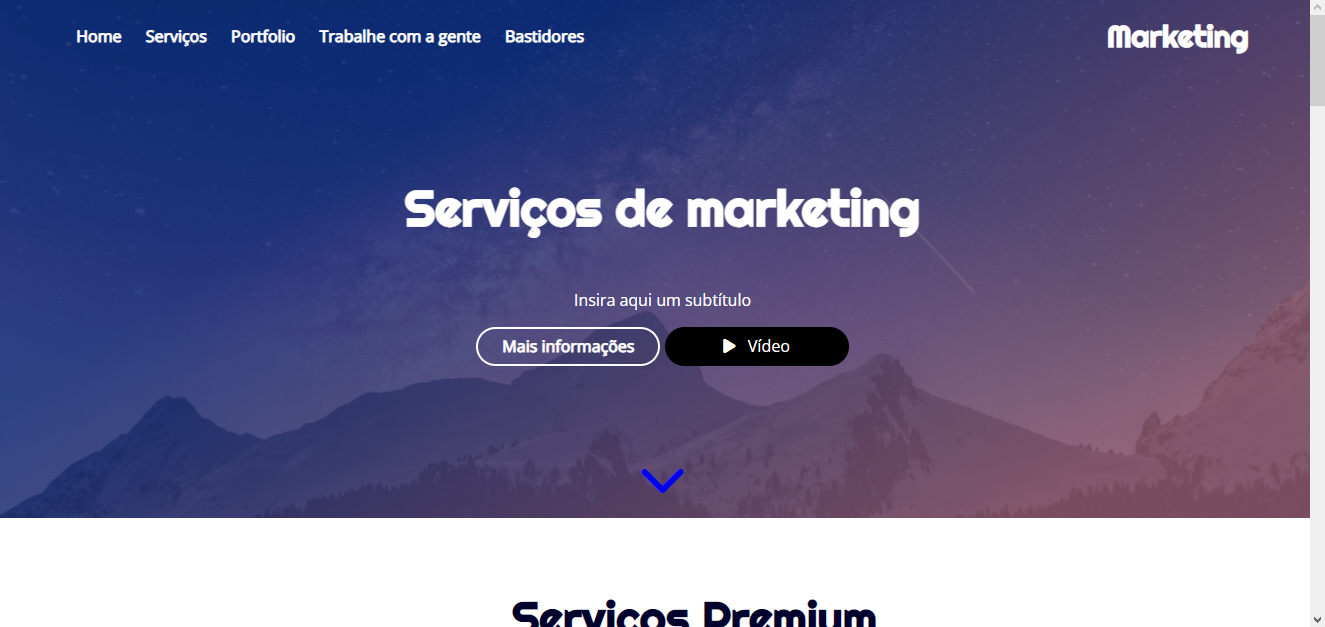 Home Serviços Portfolio Trabalhe com a gente Bastidores Marketing
Serviços de marketing
Insira aqui um subtítulo
Mais informações Vídeo
Serviços Premium